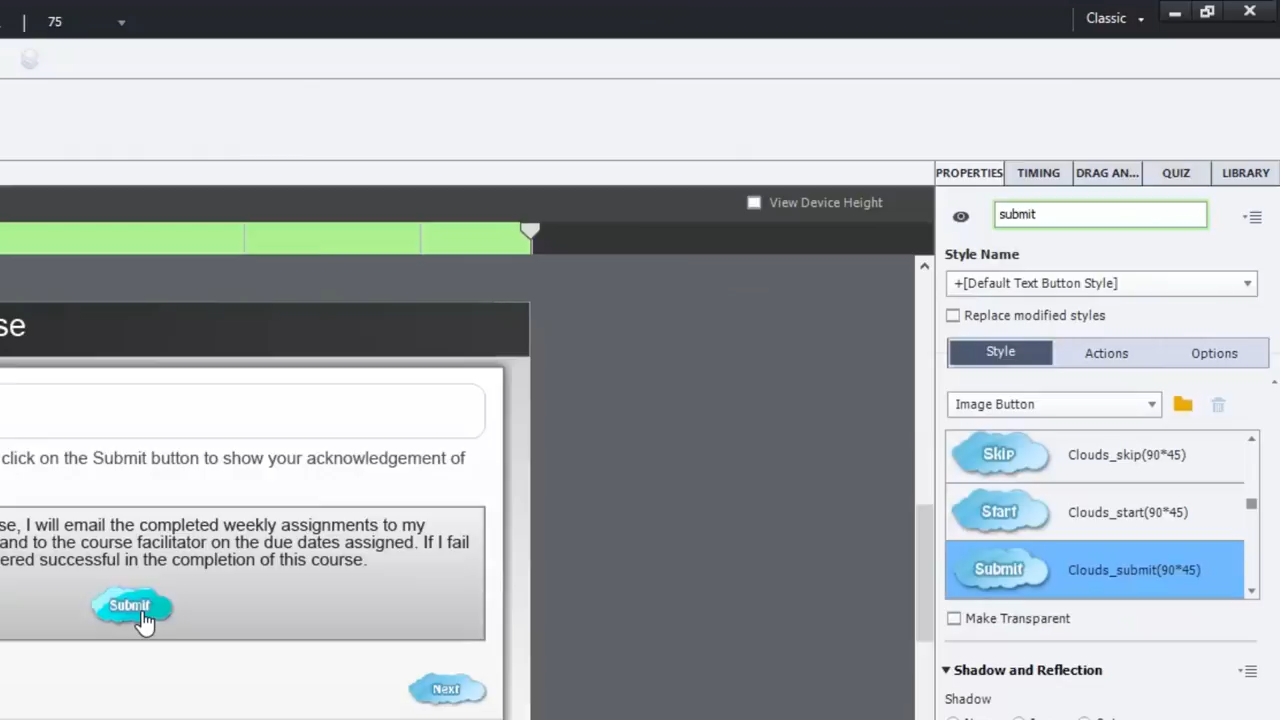 75
Classic
PROPERTIES
TIMING
DRAG AN...
QUIZ
LIBRARY
View Device Height
submit
Style Name
+[Default Text Button Style]
Replace modified styles
Style
Actions
Options
Image Button
se
click on the Submit button to show your acknowledgement of
se, I will email the completed weekly assignments to my
and to the course facilitator on the due dates assigned. If I fail
ered successful in the completion of this course.
Submit
Next
Skip
Clouds_skip(90*45)
Start
Clouds_start(90*45)
Submit
Clouds_submit(90*45)
Make Transparent
Shadow and Reflection
Shadow